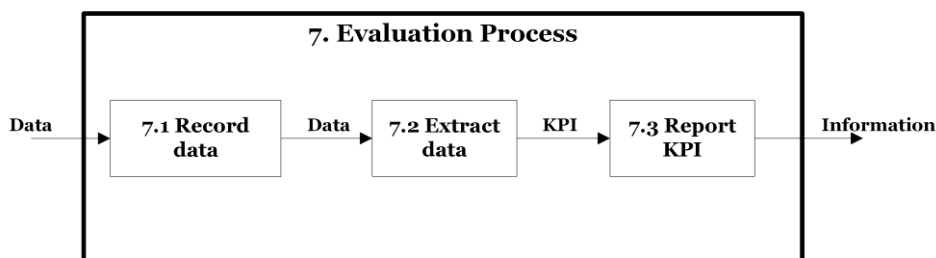 7. Evaluation Process
Data
7.1 Record
data
Data
7.2 Extract
data
KPI
7.3 Report
KPI
Information